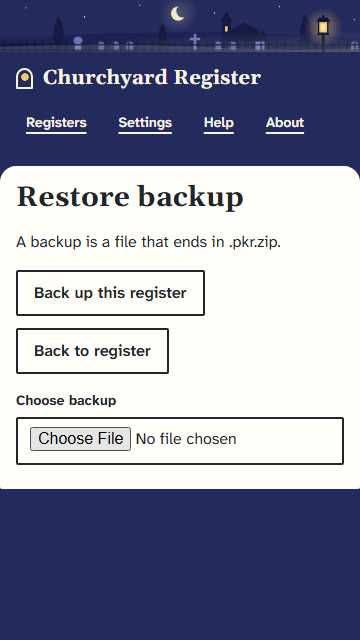 Churchyard Register
Registers Settings Help About
Restore backup
A backup is a file that ends in .pkr.zip.
Back up this register
Back to register
Choose backup
Choose File No file chosen